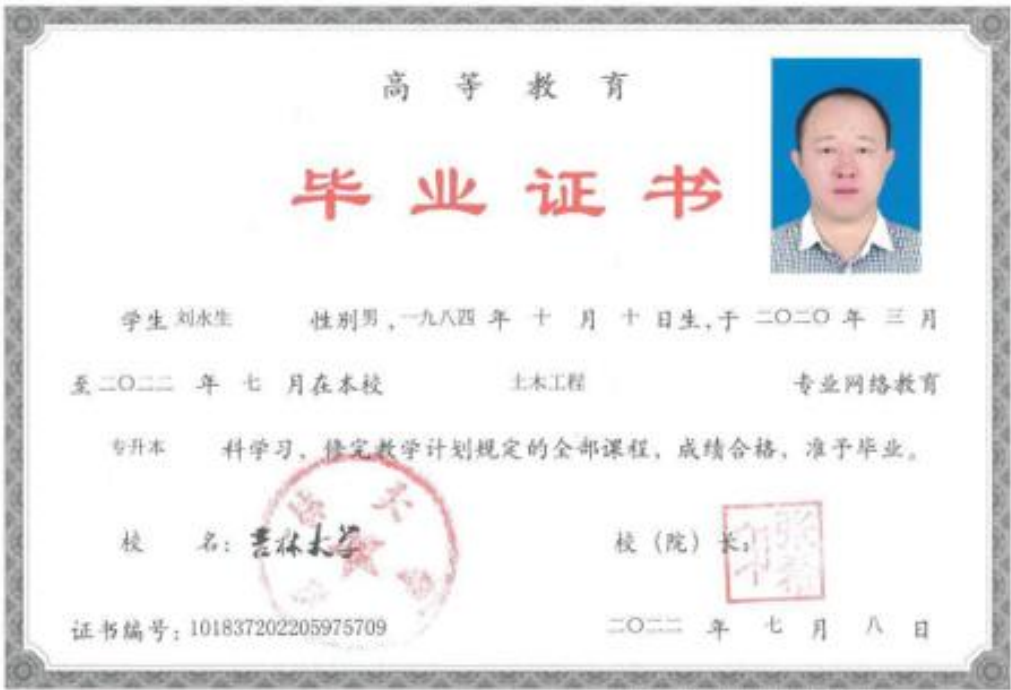 高等教育
毕业证书
学生 刘永生 性别 男 ,一九八四 年 十 月 十 日生,于 二〇二〇 年 三 月
至 二〇二二 年 七 月在本校 土木工程 专业网络教育
专升本 科学习,修完教学计划规定的全部课程,成绩合格,准予毕业。
校 名: 吉林大学 校(院)长:
证书编号: 101837202205975709 二〇二二 年 七 月 八 日